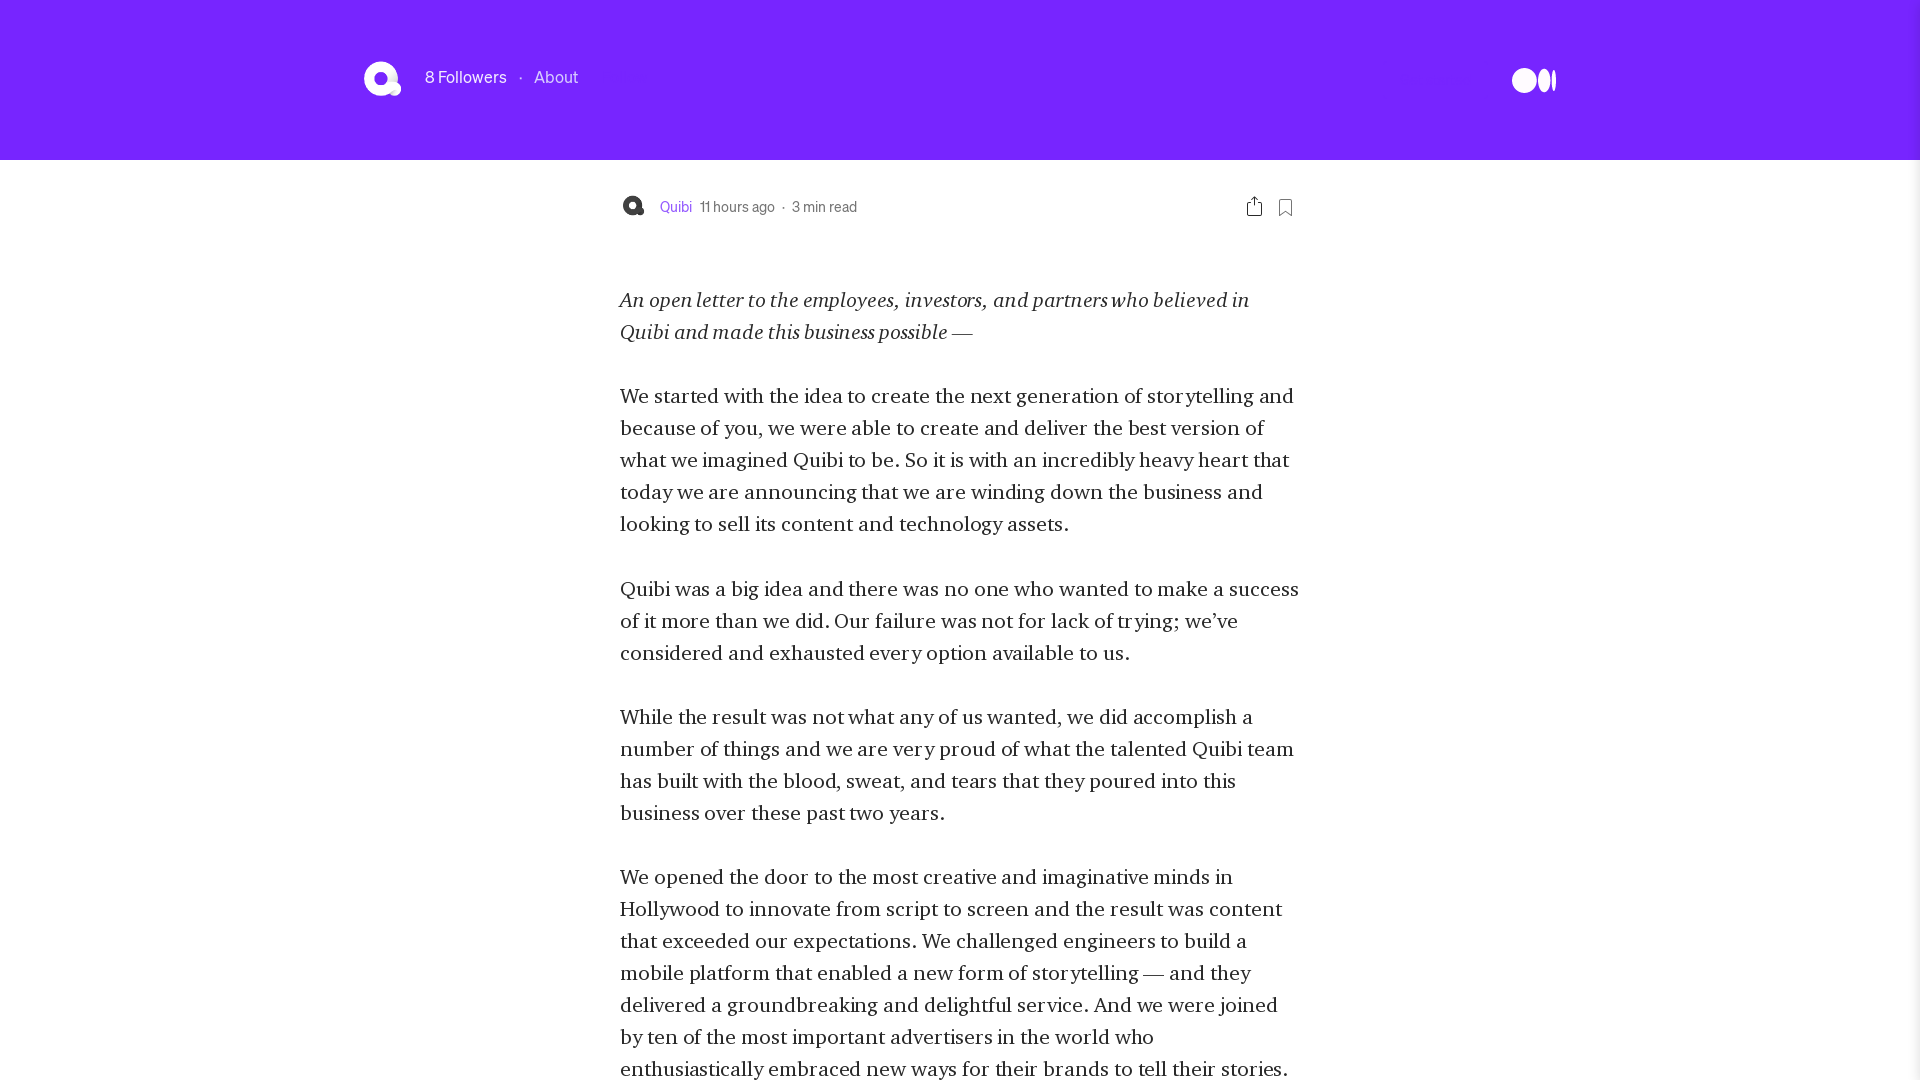 8 Followers · About
Quibi 11 hours ago · 3 min read
An open letter to the employees, investors, and partners who believed in
Quibi and made this business possible —
We started with the idea to create the next generation of storytelling and
because of you, we were able to create and deliver the best version of
what we imagined Quibi to be. So it is with an incredibly heavy heart that
today we are announcing that we are winding down the business and
looking to sell its content and technology assets.
Quibi was a big idea and there was no one who wanted to make a success
of it more than we did. Our failure was not for lack of trying; we’ve
considered and exhausted every option available to us.
While the result was not what any of us wanted, we did accomplish a
number of things and we are very proud of what the talented Quibi team
has built with the blood, sweat, and tears that they poured into this
business over these past two years.
We opened the door to the most creative and imaginative minds in
Hollywood to innovate from script to screen and the result was content
that exceeded our expectations. We challenged engineers to build a
mobile platform that enabled a new form of storytelling — and they
delivered a groundbreaking and delightful service. And we were joined
by ten of the most important advertisers in the world who
enthusiastically embraced new ways for their brands to tell their stories.